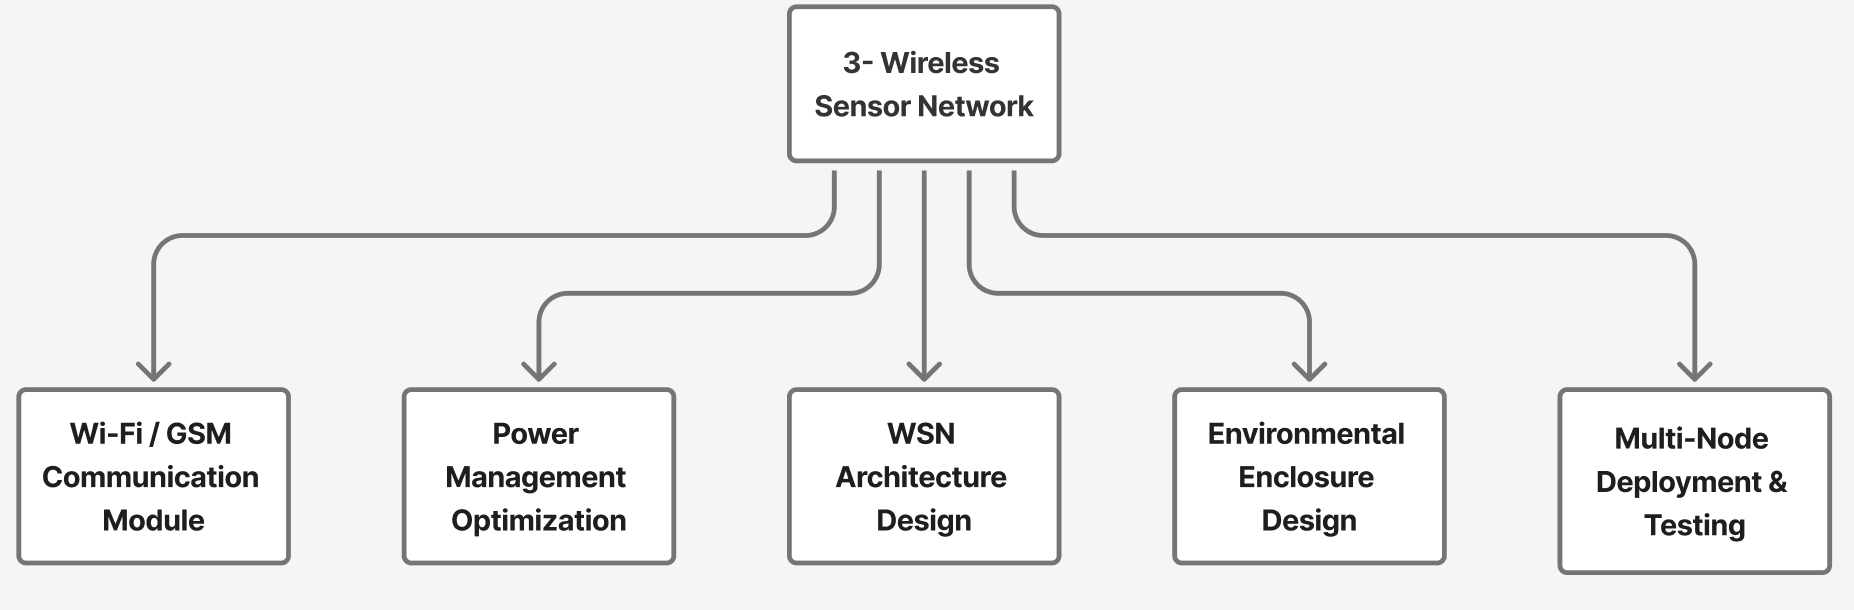 3- Wireless
Sensor Network
Wi-Fi / GSM
Communication
Module
Power
Management
Optimization
WSN
Architecture
Design
Environmental
Enclosure
Design
Multi-Node
Deployment &
Testing